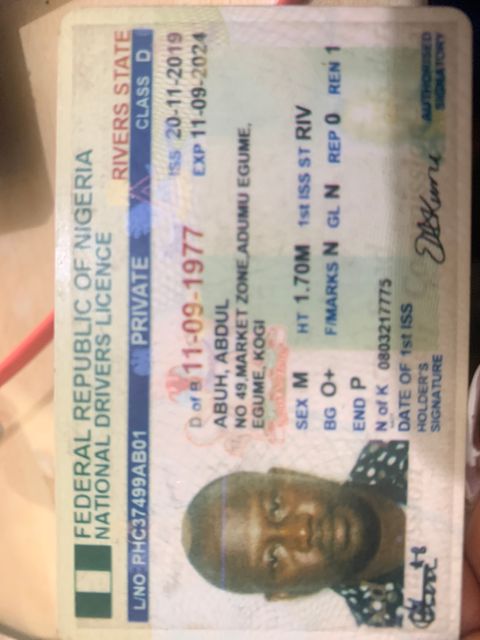 FEDERAL REPUBLIC OF NIGERIA
NATIONAL DRIVERS LICENCE
RIVERS STATE
L/NO PHC37499AB01 PRIVATE CLASS D
ISS 20-11-2019
D of B 11-09-1977 EXP 11-09-2024
ABUH, ABDUL
NO 49,MARKET ZONE,ADUMU EGUME,
EGUME, KOGI
SEX M HT 1.70M 1st ISS ST RIV
BG O+ F/MARKS N GL N REP 0 REN 1
END P
N of K 0803217775
DATE OF 1st ISS
HOLDER'S
SIGNATURE
AUTHORISED
SIGNATORY